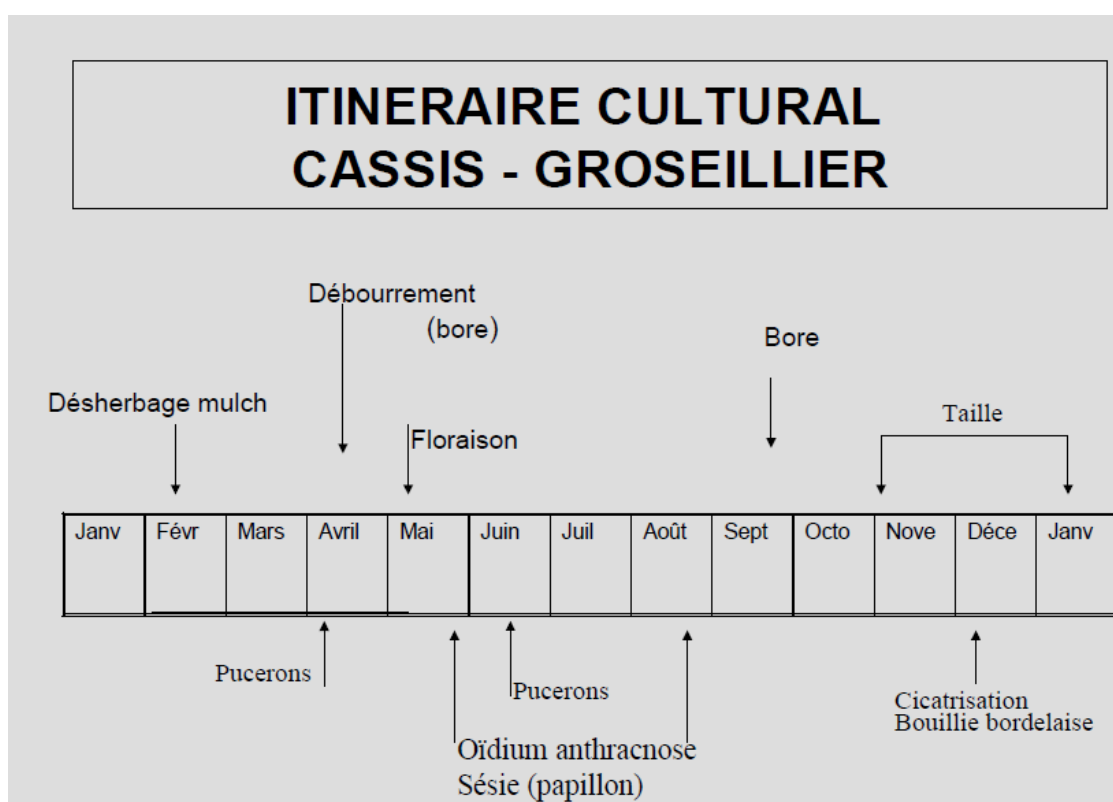 ITINERAIRE CULTURAL
CASSIS - GROSEILLIER
Débourrement
(bore)
Bore
Désherbage mulch
Taille
Floraison
Janv Févr Mars Avril Mai Juin Juil Août Sept Octo Nove Déce Janv
Pucerons
Pucerons
Cicatrisation
Bouillie bordelaise
Oïdium anthracnose
Sésie (papillon)